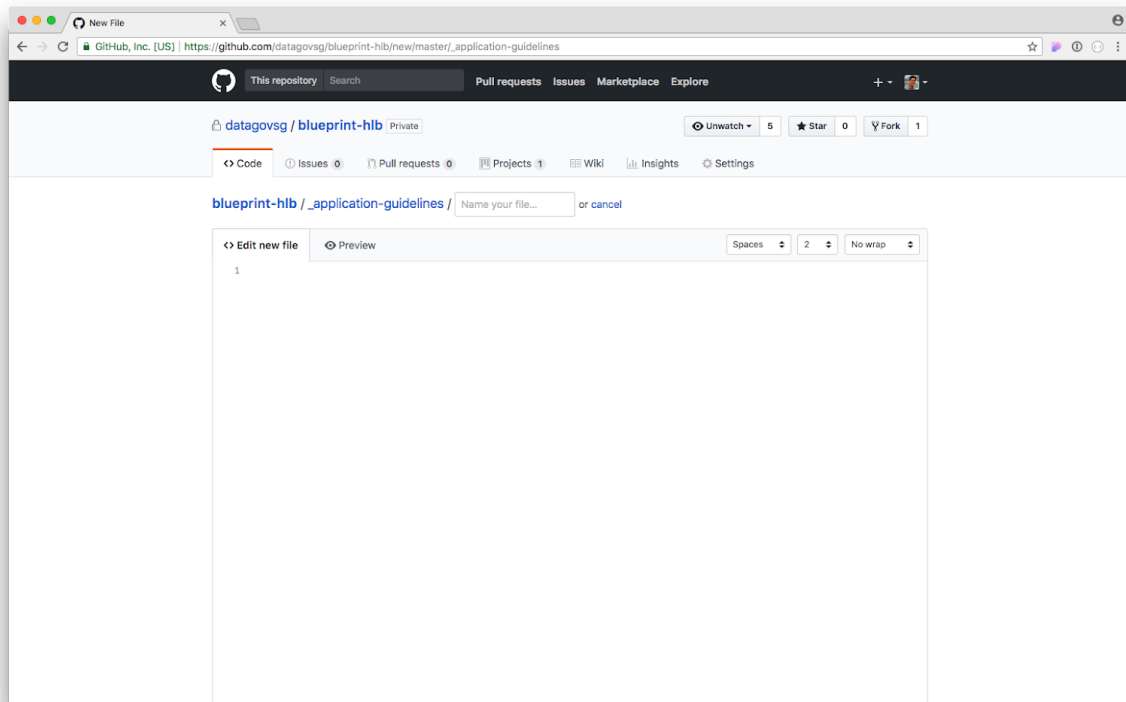 New File
GitHub, Inc. [US] https://github.com/datagovsg/blueprint-hlb/new/master/_application-guidelines
This repository Search Pull requests Issues Marketplace Explore
datagovsg / blueprint-hlb Private Unwatch 5 Star 0 Fork 1
Code Issues 0 Pull requests 0 Projects 1 Wiki Insights Settings
blueprint-hlb / _application-guidelines / Name your file... or cancel
<> Edit new file Preview Spaces 2 No wrap
1